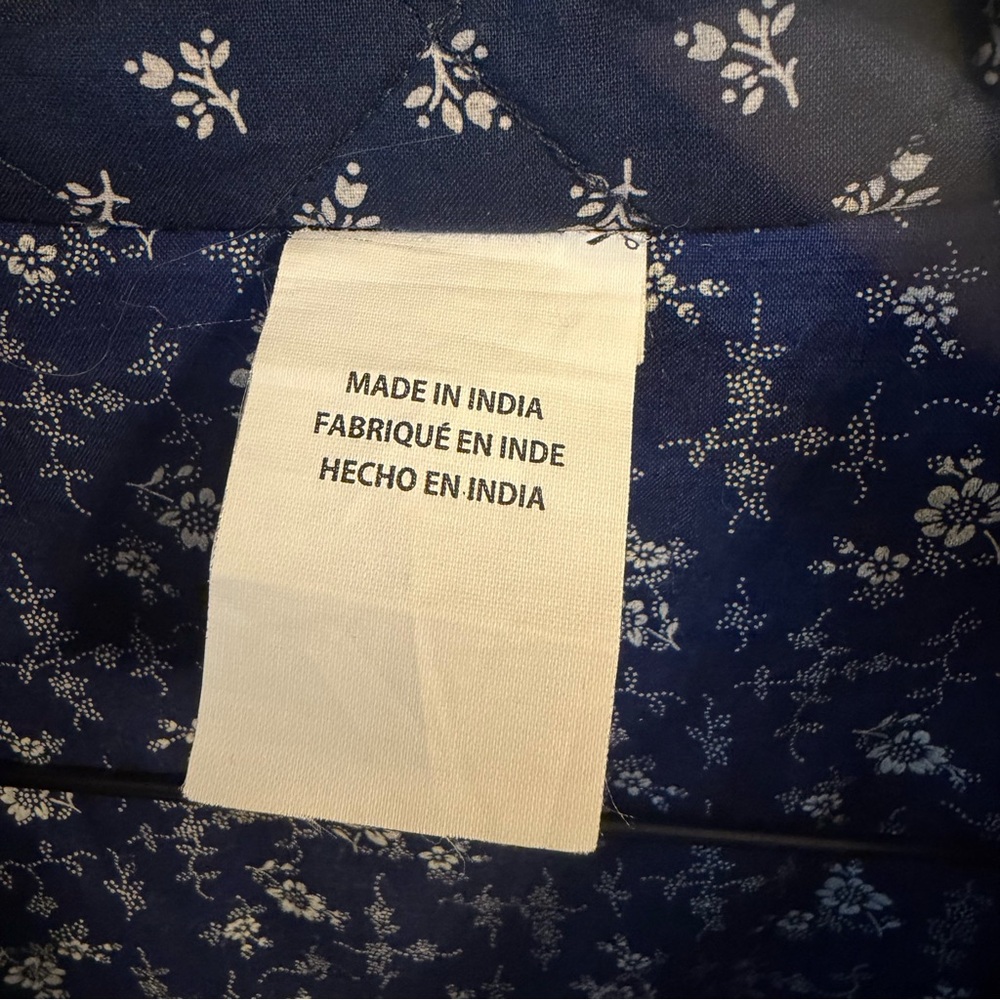 MADE IN INDIA
FABRIQUÉ EN INDE
HECHO EN INDIA